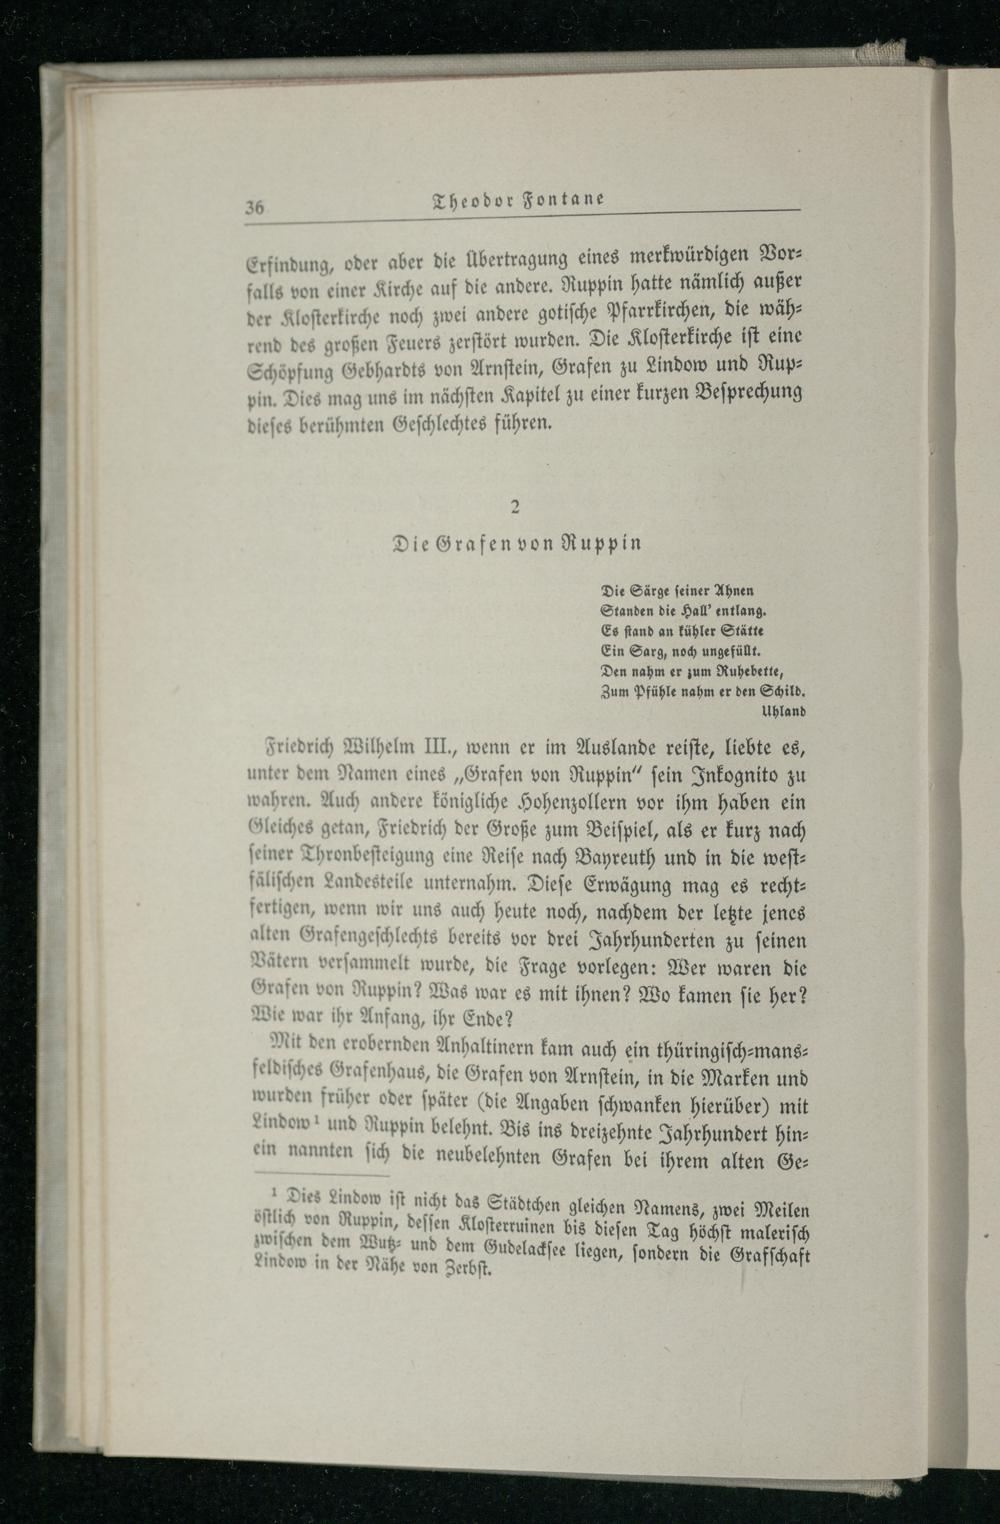 36
Theodor Fontane
Erfindung, oder aber die Übertragung eines merkwürdigen Vor-
falls von einer Kirche auf die andere. Ruppin hatte nämlich außer
der Klosterkirche noch zwei andere gotische Pfarrkirchen, die wäh-
rend des großen Feuers zerstört wurden. Die Klosterkirche ist eine
Schöpfung Gebhardts von Arnstein, Grafen zu Lindow und Rup-
pin. Dies mag uns im nächsten Kapitel zu einer kurzen Besprechung
dieses berühmten Geschlechtes führen.
2
Die Grafen von Ruppin
Die Särge seiner Ahnen
Standen die Hall' entlang.
Es stand an kühler Stätte
Ein Sarg, noch ungefüllt.
Den nahm er zum Ruhebette,
Zum Pfühle nahm er den Schild.
Uhland
Friedrich Wilhelm III., wenn er im Auslande reiste, liebte es,
unter dem Namen eines „Grafen von Ruppin“ sein Inkognito zu
wahren. Auch andere königliche Hohenzollern vor ihm haben ein
Gleiches getan, Friedrich der Große zum Beispiel, als er kurz nach
seiner Thronbesteigung eine Reise nach Bayreuth und in die west-
fälischen Landesteile unternahm. Diese Erwägung mag es recht-
fertigen, wenn wir uns auch heute noch, nachdem der letzte jenes
alten Grafengeschlechts bereits vor drei Jahrhunderten zu seinen
Vätern versammelt wurde, die Frage vorlegen: Wer waren die
Grafen von Ruppin? Was war es mit ihnen? Wo kamen sie her?
Wie war ihr Anfang, ihr Ende?
Mit den erobernden Anhaltinern kam auch ein thüringisch-mans-
feldisches Grafenhaus, die Grafen von Arnstein, in die Marken und
wurden früher oder später (die Angaben schwanken hierüber) mit
Lindow¹ und Ruppin belehnt. Bis ins dreizehnte Jahrhundert hin-
ein nannten sich die neubelehnten Grafen bei ihrem alten Ge-
¹ Dies Lindow ist nicht das Städtchen gleichen Namens, zwei Meilen
östlich von Ruppin, dessen Klosterruinen bis diesen Tag höchst malerisch
zwischen dem Wutz- und dem Gudelacksee liegen, sondern die Grafschaft
Lindow in der Nähe von Zerbst.